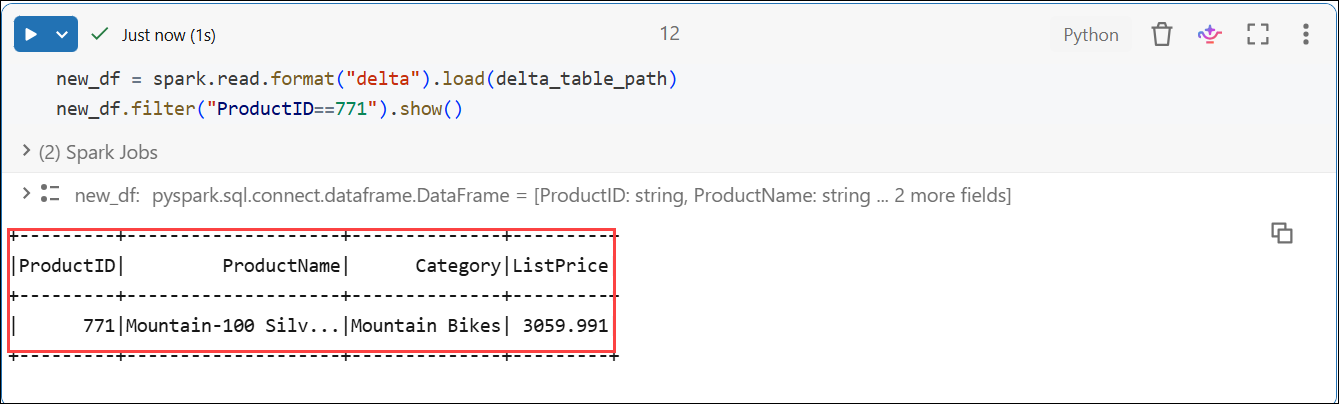 Just now (1s)
12
Python
new_df = spark.read.format("delta").load(delta_table_path)
new_df.filter("ProductID==771").show()
(2) Spark Jobs
new_df: pyspark.sql.connect.dataframe.DataFrame = [ProductID: string, ProductName: string ... 2 more fields]
+---------+--------------------+--------------+---------+
|ProductID|         ProductName|      Category|ListPrice|
+---------+--------------------+--------------+---------+
|      771|Mountain-100 Silv...|Mountain Bikes| 3059.991|
+---------+--------------------+--------------+---------+